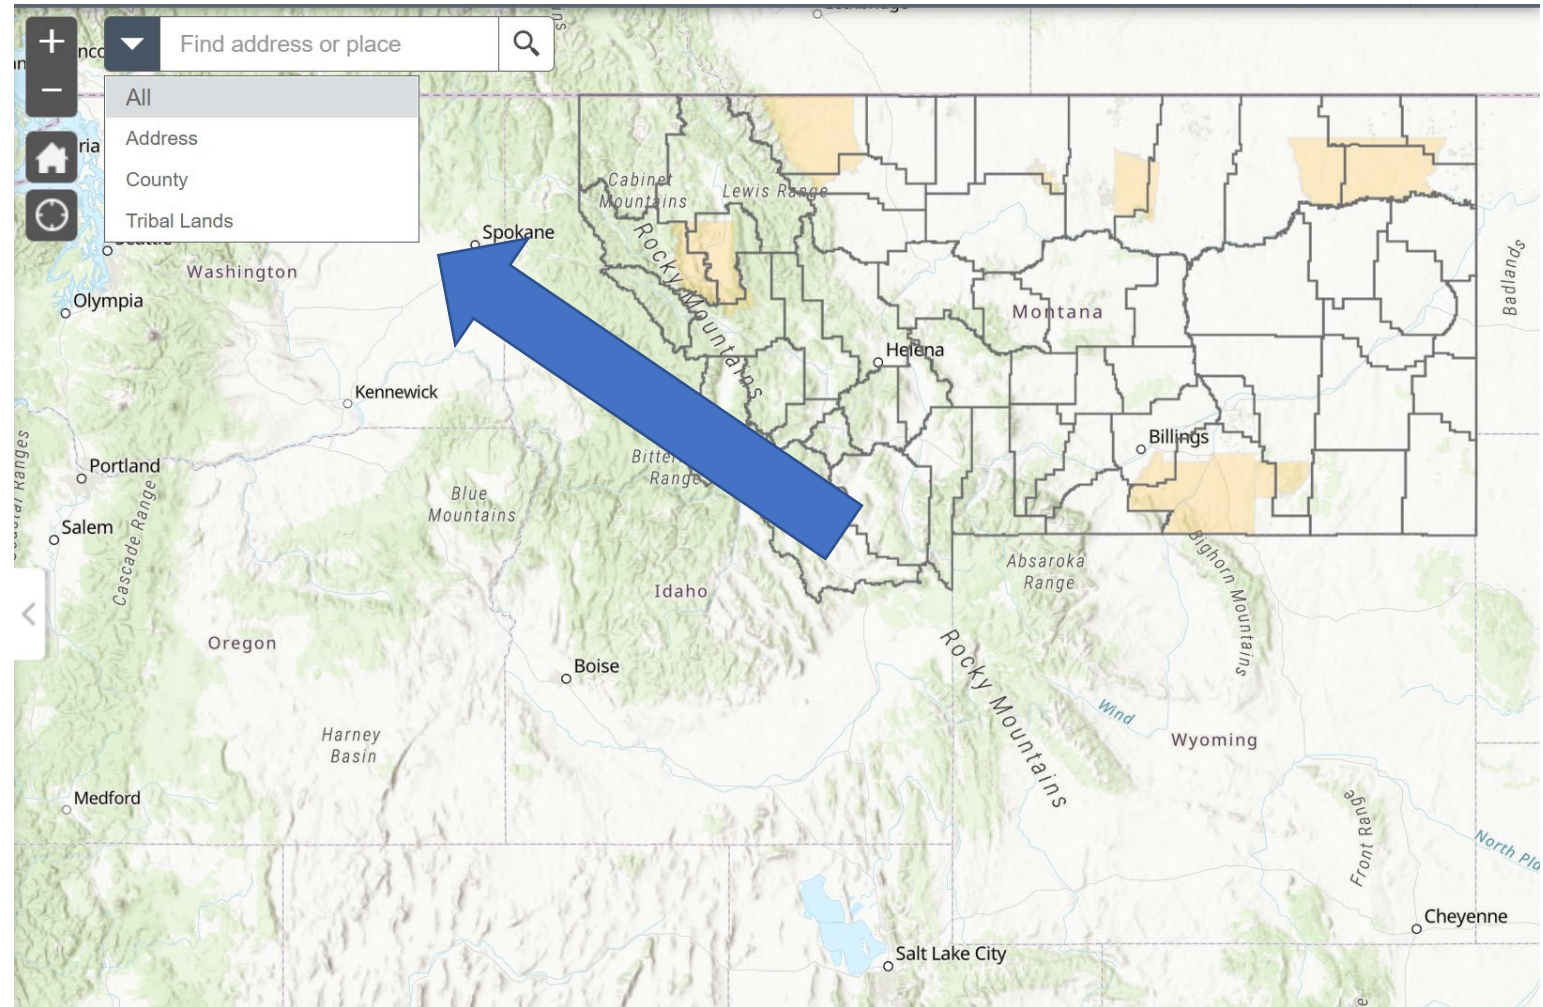 Find address or place
All
Address
County
Tribal Lands
Cabinet
Mountains
Lewis Range
Spokane
Washington
Olympia
Rocky Mountains
Montana
Badlands
Helena
Kennewick
Billings
Portland
Blue
Mountains
Range
Salem
Cascade Range
Absaroka
Range
Bighorn Mountains
Idaho
Oregon
Boise
Rocky Mountains
Wind
Wyoming
Harney
Basin
Medford
Front Range
North Pla
Cheyenne
Salt Lake City